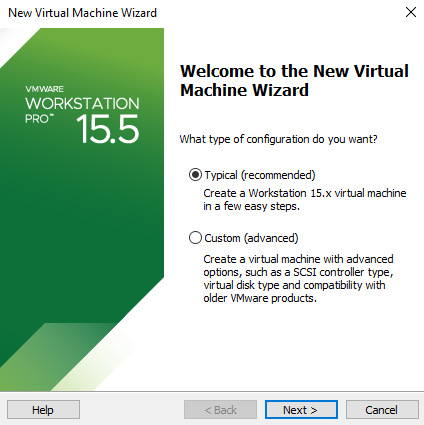 New Virtual Machine Wizard
VMWARE
WORKSTATION
PRO™
15.5
Welcome to the New Virtual
Machine Wizard
What type of configuration do you want?
Typical (recommended)
Create a Workstation 15.x virtual machine
in a few easy steps.
Custom (advanced)
Create a virtual machine with advanced
options, such as a SCSI controller type,
virtual disk type and compatibility with
older VMware products.
Help
< Back
Next >
Cancel